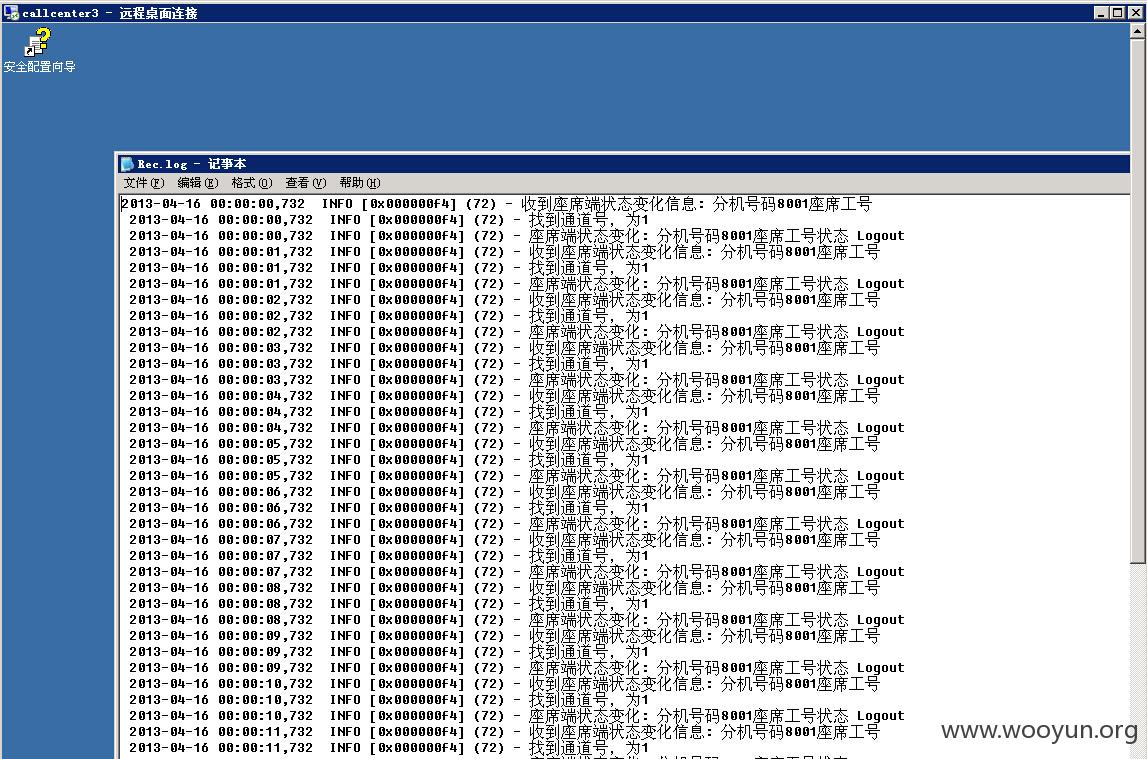 callcenter3 - 远程桌面连接
安全配置向导
Rec.log - 记事本
文件(F) 编辑(E) 格式(O) 查看(V) 帮助(H)
2013-04-16 00:00:00,732 INFO [0x000000f4] (72) - 收到座席端状态变化信息: 分机号码8001座席工号
2013-04-16 00:00:00,732 INFO [0x000000f4] (72) - 找到通道号, 为1
2013-04-16 00:00:00,732 INFO [0x000000f4] (72) - 座席端状态变化: 分机号码8001座席工号状态 Logout
2013-04-16 00:00:01,732 INFO [0x000000f4] (72) - 收到座席端状态变化信息: 分机号码8001座席工号
2013-04-16 00:00:01,732 INFO [0x000000f4] (72) - 找到通道号, 为1
2013-04-16 00:00:01,732 INFO [0x000000f4] (72) - 座席端状态变化: 分机号码8001座席工号状态 Logout
2013-04-16 00:00:02,732 INFO [0x000000f4] (72) - 收到座席端状态变化信息: 分机号码8001座席工号
2013-04-16 00:00:02,732 INFO [0x000000f4] (72) - 找到通道号, 为1
2013-04-16 00:00:02,732 INFO [0x000000f4] (72) - 座席端状态变化: 分机号码8001座席工号状态 Logout
2013-04-16 00:00:03,732 INFO [0x000000f4] (72) - 收到座席端状态变化信息: 分机号码8001座席工号
2013-04-16 00:00:03,732 INFO [0x000000f4] (72) - 找到通道号, 为1
2013-04-16 00:00:03,732 INFO [0x000000f4] (72) - 座席端状态变化: 分机号码8001座席工号状态 Logout
2013-04-16 00:00:04,732 INFO [0x000000f4] (72) - 收到座席端状态变化信息: 分机号码8001座席工号
2013-04-16 00:00:04,732 INFO [0x000000f4] (72) - 找到通道号, 为1
2013-04-16 00:00:04,732 INFO [0x000000f4] (72) - 座席端状态变化: 分机号码8001座席工号状态 Logout
2013-04-16 00:00:05,732 INFO [0x000000f4] (72) - 收到座席端状态变化信息: 分机号码8001座席工号
2013-04-16 00:00:05,732 INFO [0x000000f4] (72) - 找到通道号, 为1
2013-04-16 00:00:05,732 INFO [0x000000f4] (72) - 座席端状态变化: 分机号码8001座席工号状态 Logout
2013-04-16 00:00:06,732 INFO [0x000000f4] (72) - 收到座席端状态变化信息: 分机号码8001座席工号
2013-04-16 00:00:06,732 INFO [0x000000f4] (72) - 找到通道号, 为1
2013-04-16 00:00:06,732 INFO [0x000000f4] (72) - 座席端状态变化: 分机号码8001座席工号状态 Logout
2013-04-16 00:00:07,732 INFO [0x000000f4] (72) - 收到座席端状态变化信息: 分机号码8001座席工号
2013-04-16 00:00:07,732 INFO [0x000000f4] (72) - 找到通道号, 为1
2013-04-16 00:00:07,732 INFO [0x000000f4] (72) - 座席端状态变化: 分机号码8001座席工号状态 Logout
2013-04-16 00:00:08,732 INFO [0x000000f4] (72) - 收到座席端状态变化信息: 分机号码8001座席工号
2013-04-16 00:00:08,732 INFO [0x000000f4] (72) - 找到通道号, 为1
2013-04-16 00:00:08,732 INFO [0x000000f4] (72) - 座席端状态变化: 分机号码8001座席工号状态 Logout
2013-04-16 00:00:09,732 INFO [0x000000f4] (72) - 收到座席端状态变化信息: 分机号码8001座席工号
2013-04-16 00:00:09,732 INFO [0x000000f4] (72) - 找到通道号, 为1
2013-04-16 00:00:09,732 INFO [0x000000f4] (72) - 座席端状态变化: 分机号码8001座席工号状态 Logout
2013-04-16 00:00:10,732 INFO [0x000000f4] (72) - 收到座席端状态变化信息: 分机号码8001座席工号
2013-04-16 00:00:10,732 INFO [0x000000f4] (72) - 找到通道号, 为1
2013-04-16 00:00:10,732 INFO [0x000000f4] (72) - 座席端状态变化: 分机号码8001座席工号状态 Logout
2013-04-16 00:00:11,732 INFO [0x000000f4] (72) - 收到座席端状态变化信息: 分机号码8001座席工号
2013-04-16 00:00:11,732 INFO [0x000000f4] (72) - 找到通道号, 为1
www.wooyun.org